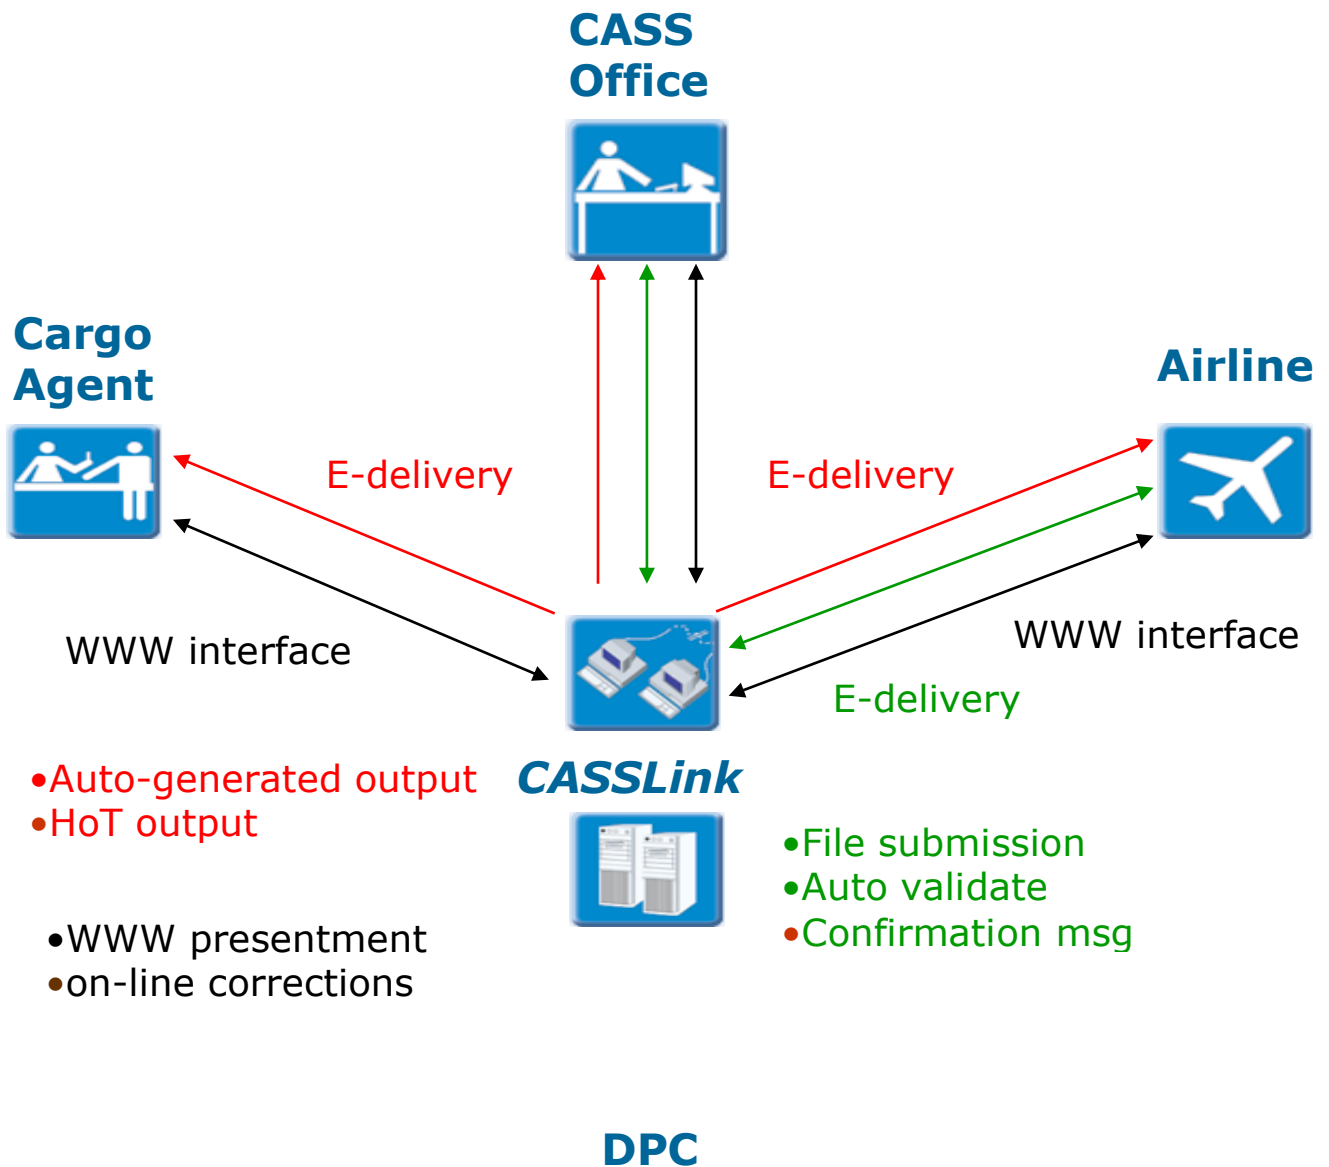 CASS
Office
Cargo
Agent
Airline
E-delivery
E-delivery
WWW interface
WWW interface
E-delivery
•Auto-generated output
•HoT output
CASSLink
•File submission
•Auto validate
•Confirmation msg
•WWW presentment
•on-line corrections
DPC